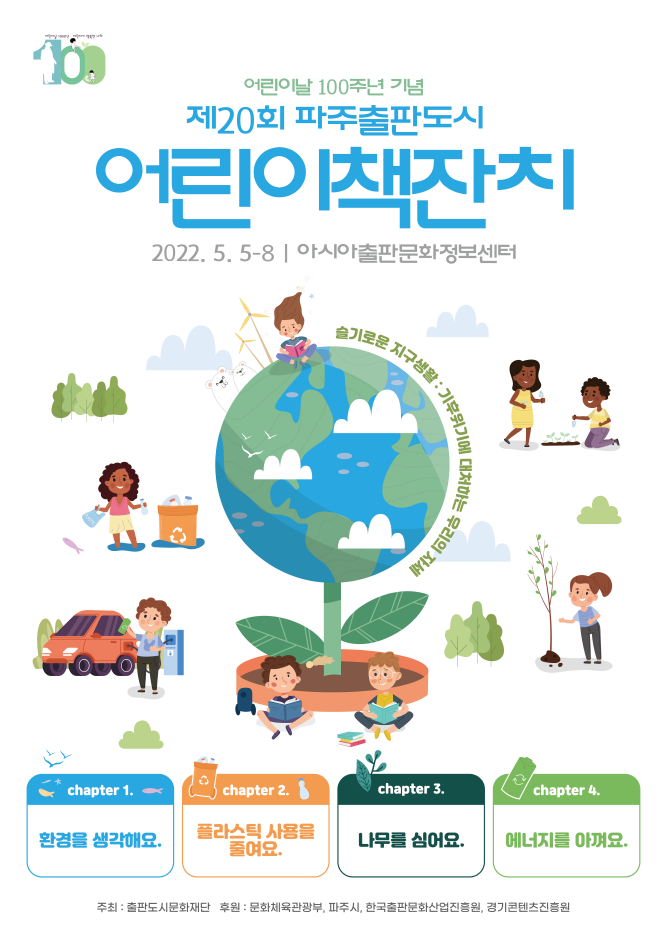 100
어린이날 100주년 기념
제20회 파주출판도시
어린이책잔치
2022. 5. 5-8 | 아시아출판문화정보센터
슬기로운 지구생활 : 기후위기에 대처하는 우리의 자세
chapter 1.
환경을 생각해요.
chapter 2.
플라스틱 사용을
줄여요.
chapter 3.
나무를 심어요.
chapter 4.
에너지를 아껴요.
주최 : 출판도시문화재단 후원 : 문화체육관광부, 파주시, 한국출판문화산업진흥원, 경기콘텐츠진흥원